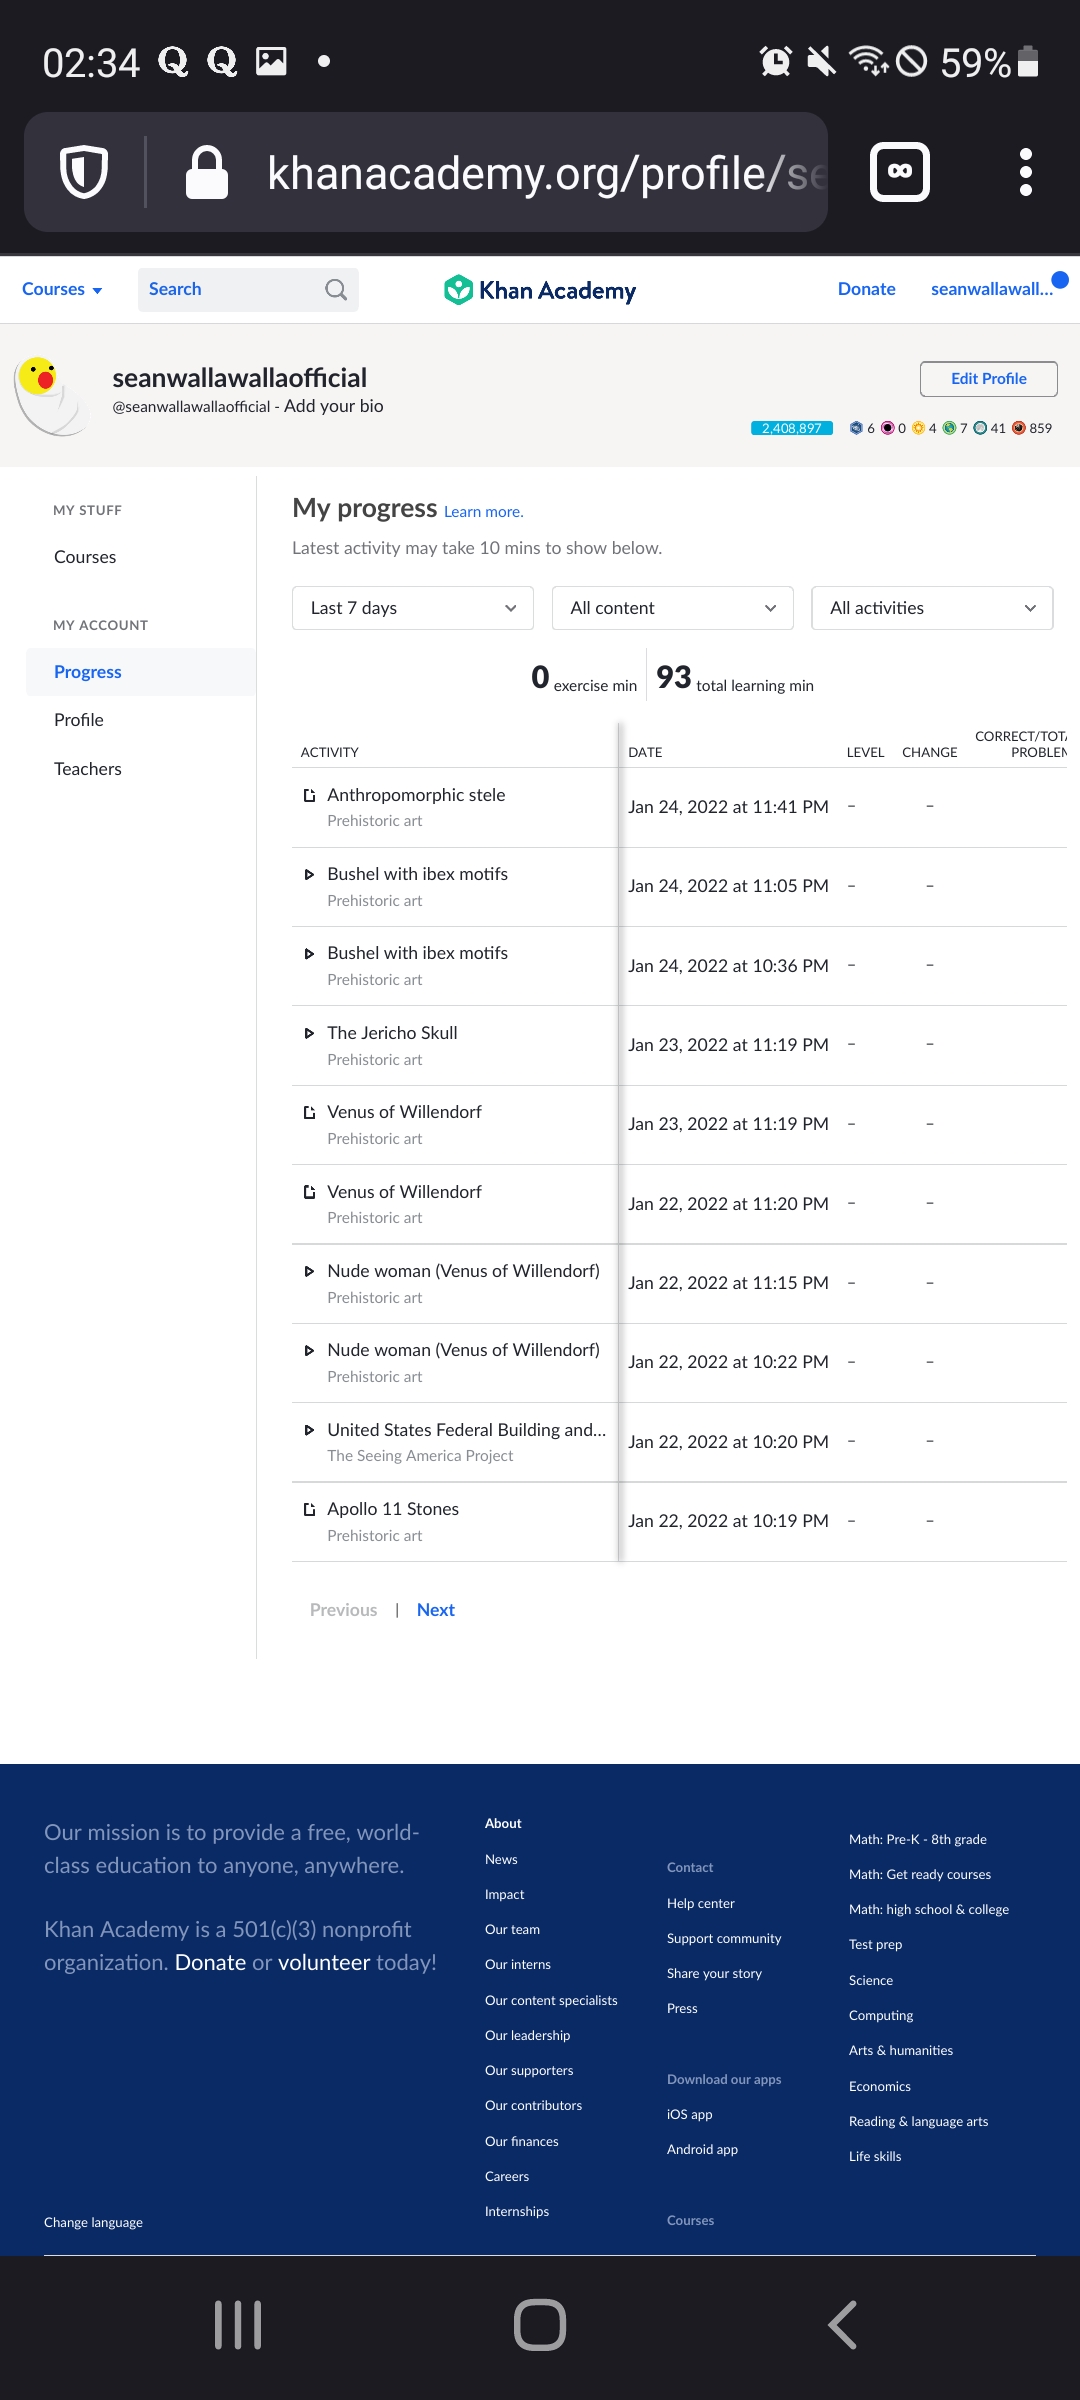 02:34
59%
khanacademy.org/profile/se
Courses
Search
Khan Academy
Donate
seanwallawall...
seanwallawallaofficial
@seanwallawallaofficial - Add your bio
Edit Profile
2,408,897 6 0 4 7 41 859
MY STUFF
Courses
MY ACCOUNT
Progress
Profile
Teachers
My progress Learn more.
Latest activity may take 10 mins to show below.
Last 7 days
All content
All activities
0 exercise min
93 total learning min
ACTIVITY
DATE
LEVEL
CHANGE
CORRECT/TOTA
PROBLEM
Anthropomorphic stele
Prehistoric art
Jan 24, 2022 at 11:41 PM – –
Bushel with ibex motifs
Prehistoric art
Jan 24, 2022 at 11:05 PM – –
Bushel with ibex motifs
Prehistoric art
Jan 24, 2022 at 10:36 PM – –
The Jericho Skull
Prehistoric art
Jan 23, 2022 at 11:19 PM – –
Venus of Willendorf
Prehistoric art
Jan 23, 2022 at 11:19 PM – –
Venus of Willendorf
Prehistoric art
Jan 22, 2022 at 11:20 PM – –
Nude woman (Venus of Willendorf)
Prehistoric art
Jan 22, 2022 at 11:15 PM – –
Nude woman (Venus of Willendorf)
Prehistoric art
Jan 22, 2022 at 10:22 PM – –
United States Federal Building and...
The Seeing America Project
Jan 22, 2022 at 10:20 PM – –
Apollo 11 Stones
Prehistoric art
Jan 22, 2022 at 10:19 PM – –
Previous | Next
Our mission is to provide a free, world-
class education to anyone, anywhere.
Khan Academy is a 501(c)(3) nonprofit
organization. Donate or volunteer today!
About
News
Impact
Our team
Our interns
Our content specialists
Our leadership
Our supporters
Our contributors
Our finances
Careers
Internships
Contact
Help center
Support community
Share your story
Press
Download our apps
iOS app
Android app
Courses
Math: Pre-K - 8th grade
Math: Get ready courses
Math: high school & college
Test prep
Science
Computing
Arts & humanities
Economics
Reading & language arts
Life skills
Change language